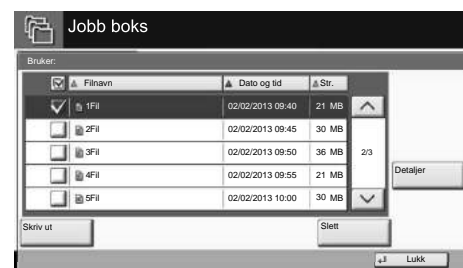 Jobb boks
Bruker:
Filnavn Dato og tid Str.
1Fil 02/02/2013 09:40 21 MB
2Fil 02/02/2013 09:45 30 MB
3Fil 02/02/2013 09:50 36 MB 2/3
4Fil 02/02/2013 09:55 21 MB
Detaljer
5Fil 02/02/2013 10:00 30 MB
Skriv ut Slett
Lukk